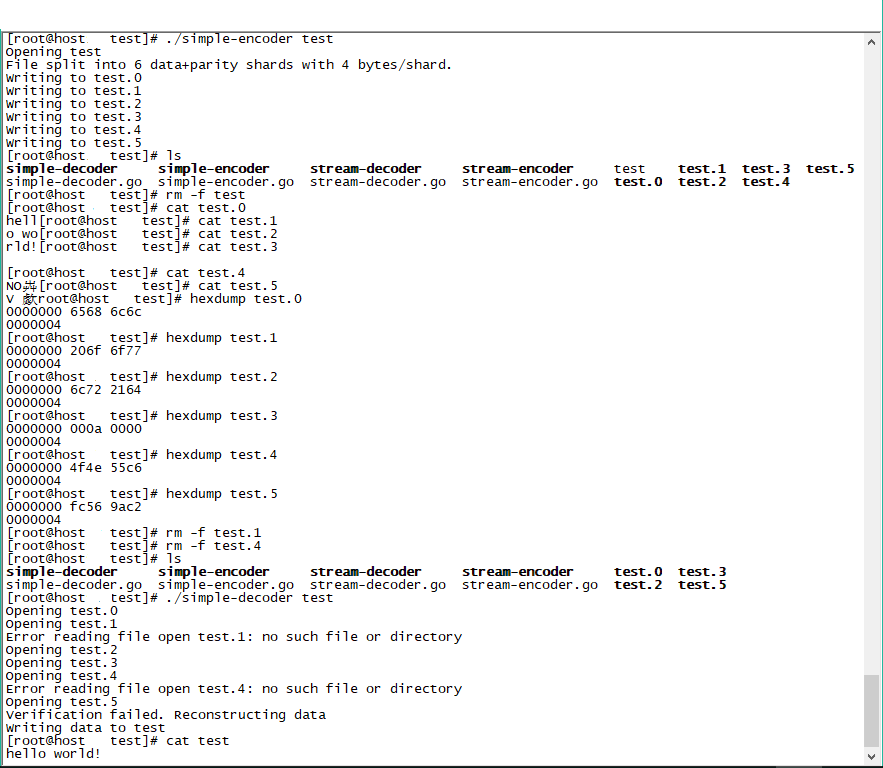 [root@host test]# ./simple-encoder test
Opening test
File split into 6 data+parity shards with 4 bytes/shard.
Writing to test.0
Writing to test.1
Writing to test.2
Writing to test.3
Writing to test.4
Writing to test.5
[root@host test]# ls
simple-decoder simple-encoder stream-decoder stream-encoder test test.1 test.3 test.5
simple-decoder.go simple-encoder.go stream-decoder.go stream-encoder.go test.0 test.2 test.4
[root@host test]# rm -f test
[root@host test]# cat test.0
hell[root@host test]# cat test.1
o wo[root@host test]# cat test.2
rld![root@host test]# cat test.3
[root@host test]# cat test.4
NO[root@host test]# cat test.5
V root@host test]# hexdump test.0
0000000 6568 6c6c
0000004
[root@host test]# hexdump test.1
0000000 206f 6f77
0000004
[root@host test]# hexdump test.2
0000000 6c72 2164
0000004
[root@host test]# hexdump test.3
0000000 000a 0000
0000004
[root@host test]# hexdump test.4
0000000 4f4e 55c6
0000004
[root@host test]# hexdump test.5
0000000 fc56 9ac2
0000004
[root@host test]# rm -f test.1
[root@host test]# rm -f test.4
[root@host test]# ls
simple-decoder simple-encoder stream-decoder stream-encoder test.0 test.3
simple-decoder.go simple-encoder.go stream-decoder.go stream-encoder.go test.2 test.5
[root@host test]# ./simple-decoder test
Opening test.0
Opening test.1
Error reading file open test.1: no such file or directory
Opening test.2
Opening test.3
Opening test.4
Error reading file open test.4: no such file or directory
Opening test.5
Verification failed. Reconstructing data
Writing data to test
[root@host test]# cat test
hello world!